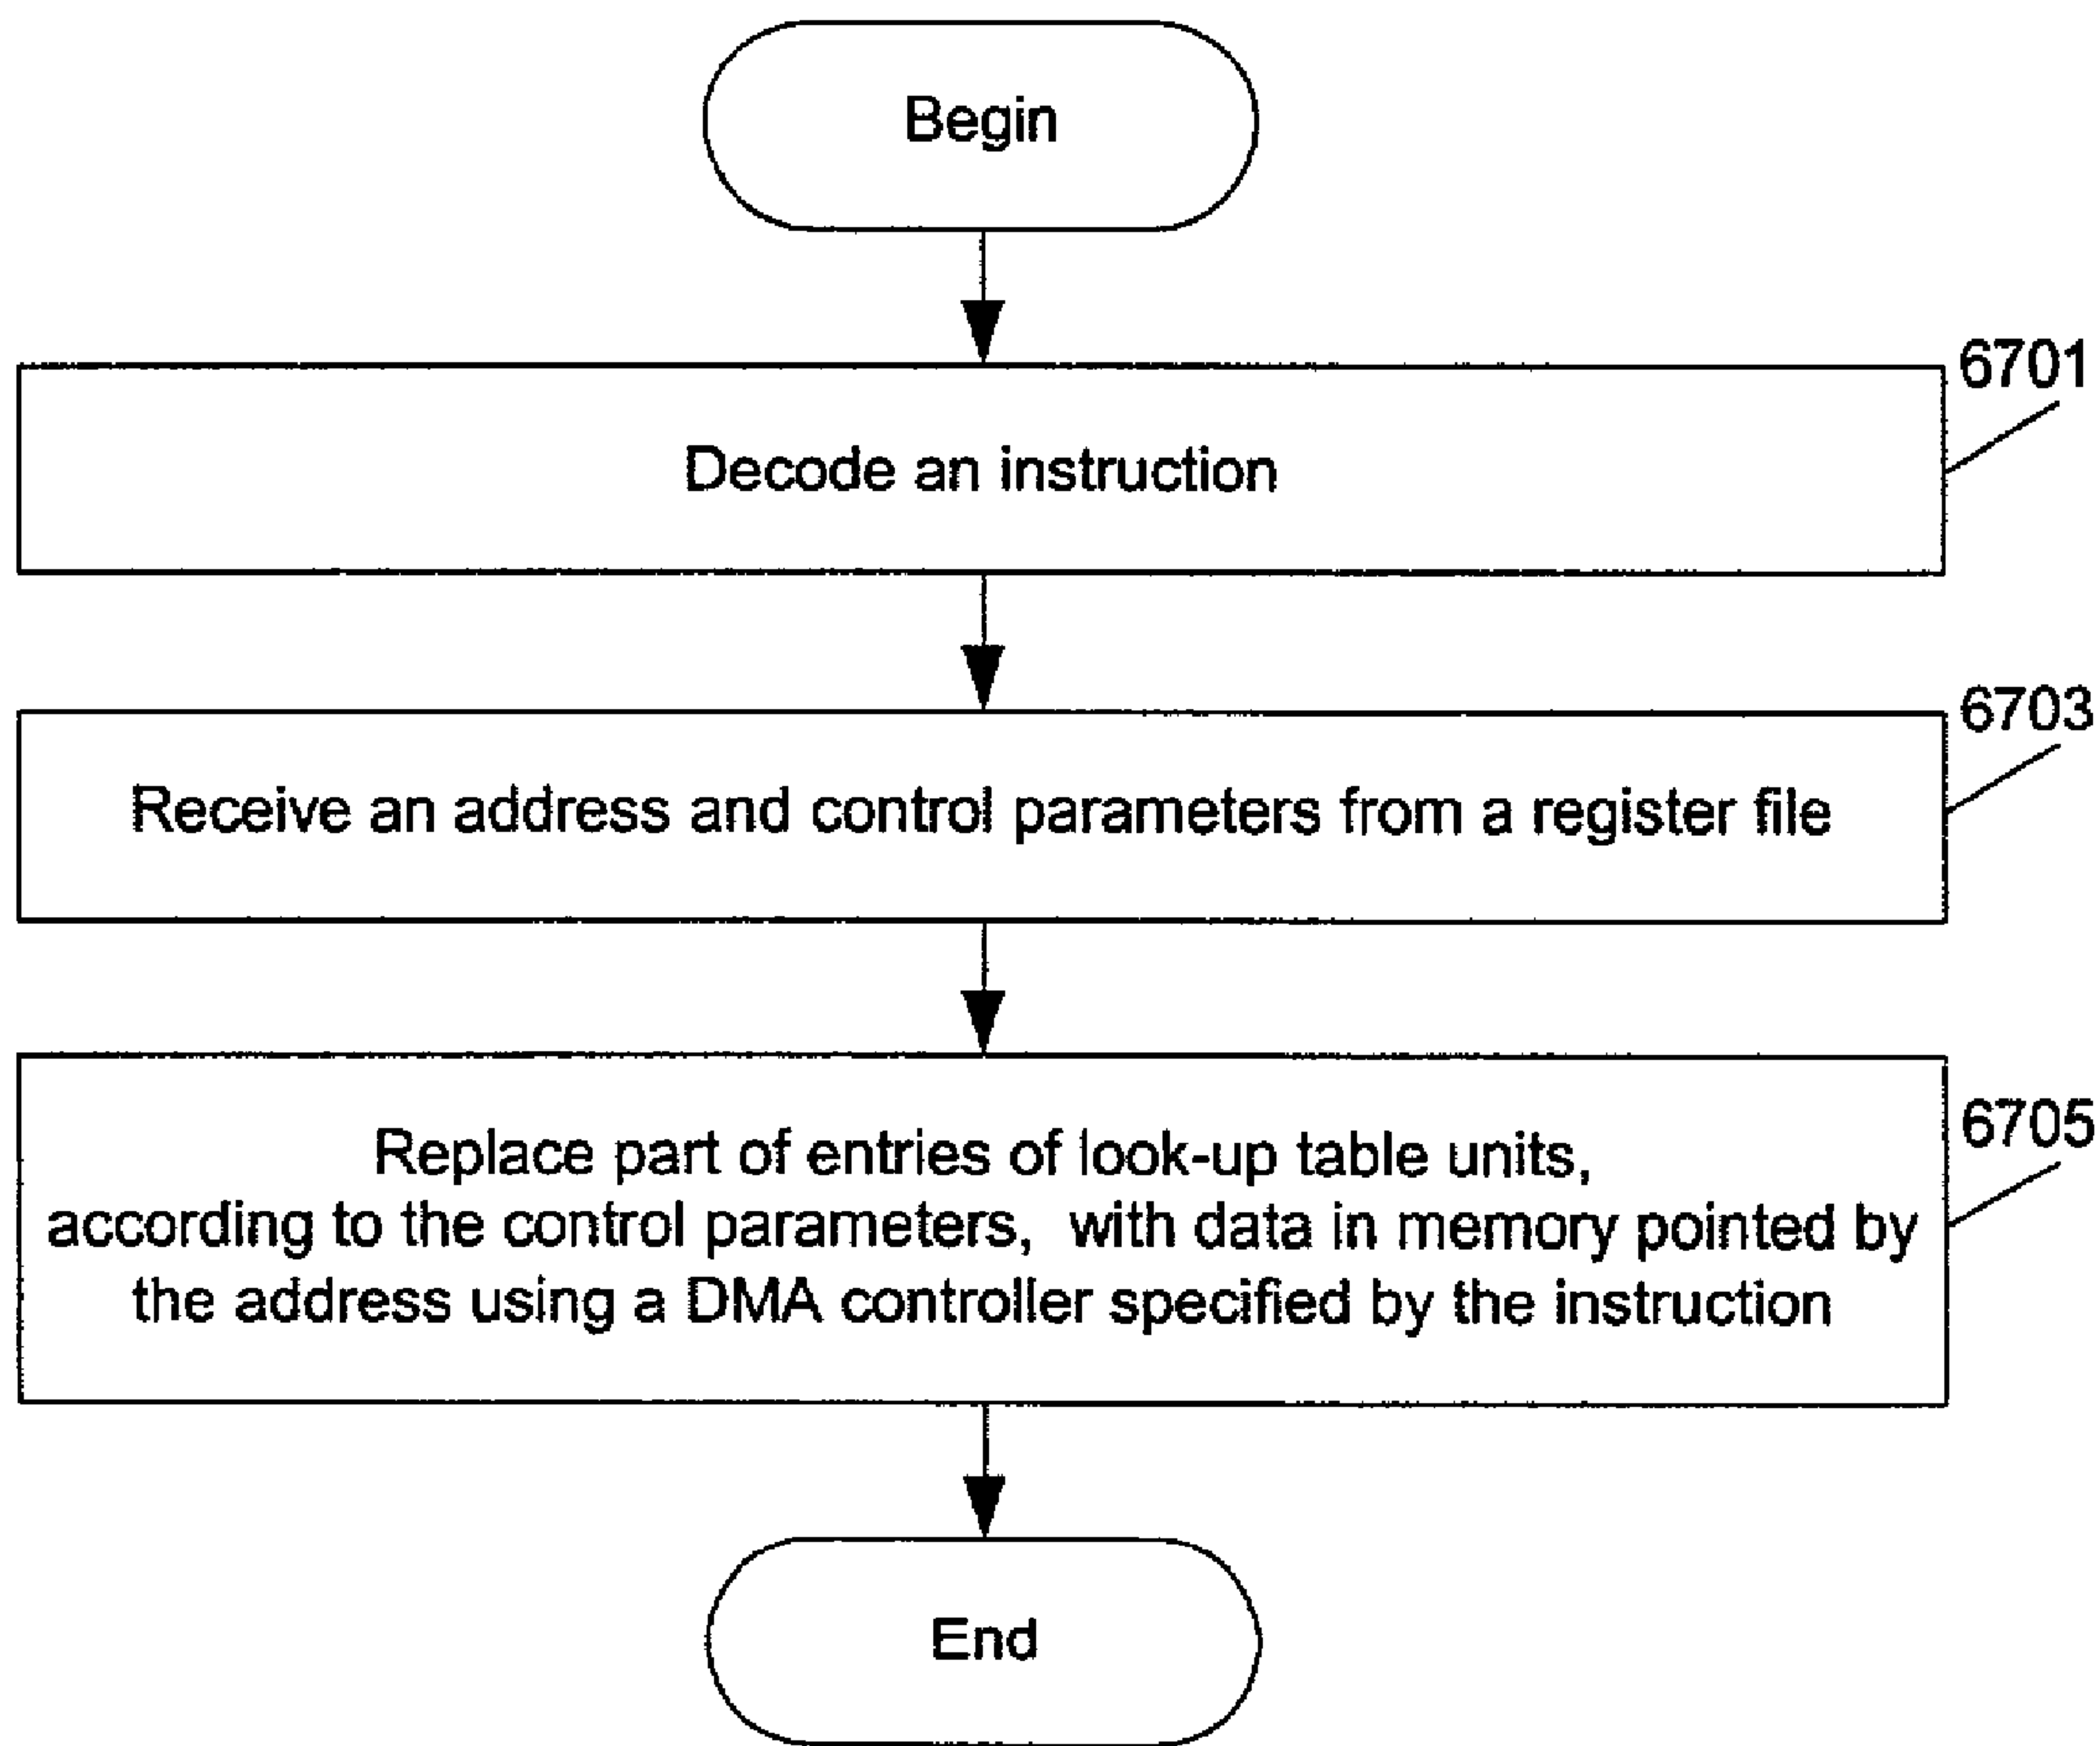 Begin
6701
Decode an instruction
6703
Receive an address and control parameters from a register file
6705
Replace part of entries of look-up table units,
according to the control parameters, with data in memory pointed by
the address using a DMA controller specified by the instruction
End